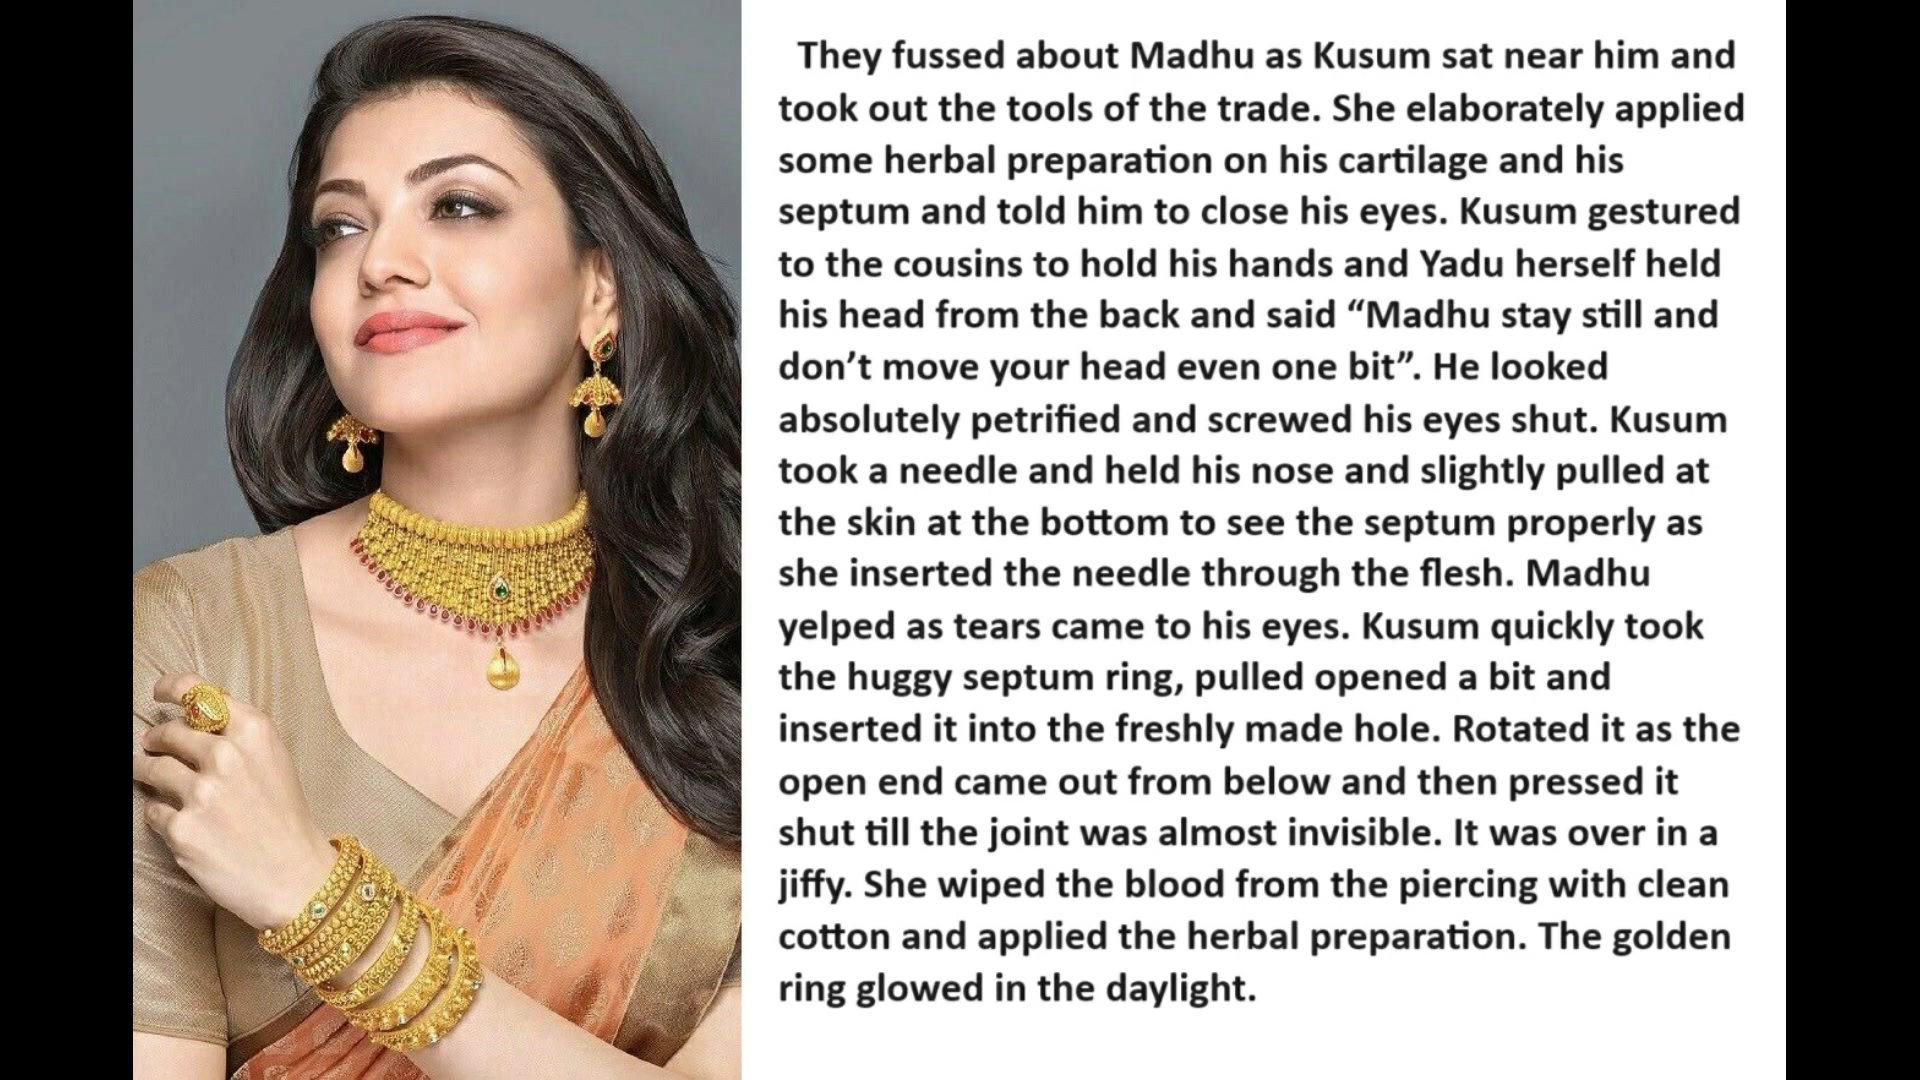 They fussed about Madhu as Kusum sat near him and
took out the tools of the trade. She elaborately applied
some herbal preparation on his cartilage and his
septum and told him to close his eyes. Kusum gestured
to the cousins to hold his hands and Yadu herself held
his head from the back and said “Madhu stay still and
don’t move your head even one bit”. He looked
absolutely petrified and screwed his eyes shut. Kusum
took a needle and held his nose and slightly pulled at
the skin at the bottom to see the septum properly as
she inserted the needle through the flesh. Madhu
yelped as tears came to his eyes. Kusum quickly took
the huggy septum ring, pulled opened a bit and
inserted it into the freshly made hole. Rotated it as the
open end came out from below and then pressed it
shut till the joint was almost invisible. It was over in a
jiffy. She wiped the blood from the piercing with clean
cotton and applied the herbal preparation. The golden
ring glowed in the daylight.